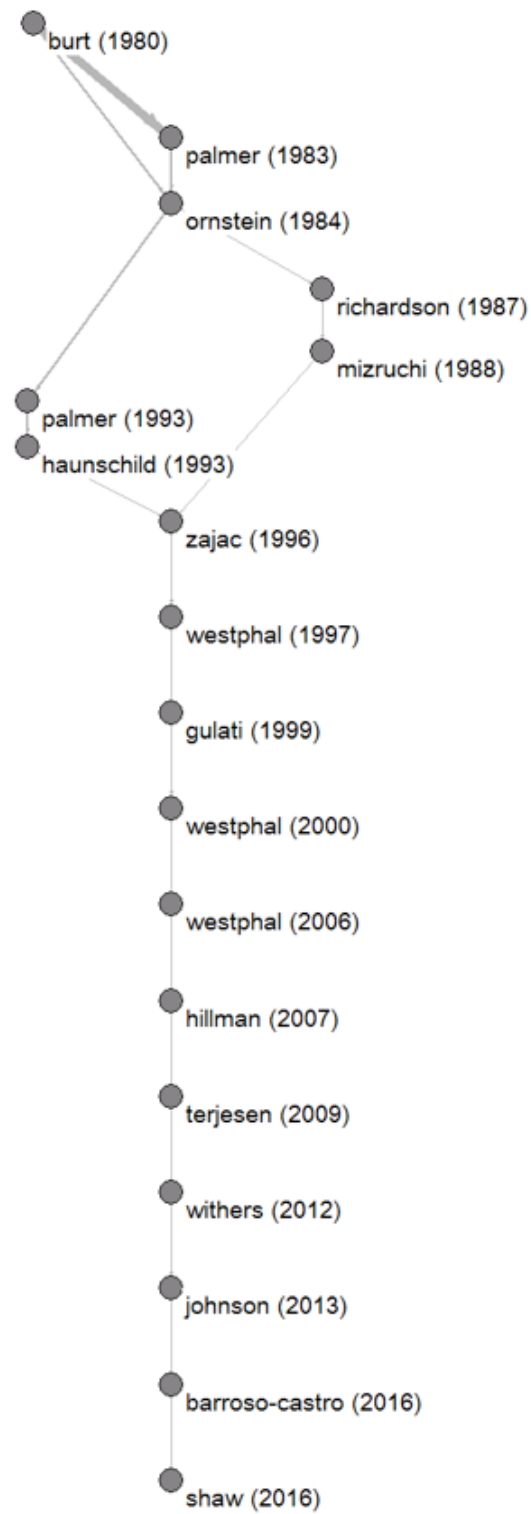 burt (1980)
palmer (1983)
ornstein (1984)
richardson (1987)
mizruchi (1988)
palmer (1993)
haunschild (1993)
zajac (1996)
westphal (1997)
gulati (1999)
westphal (2000)
westphal (2006)
hillman (2007)
terjesen (2009)
withers (2012)
johnson (2013)
barroso-castro (2016)
shaw (2016)